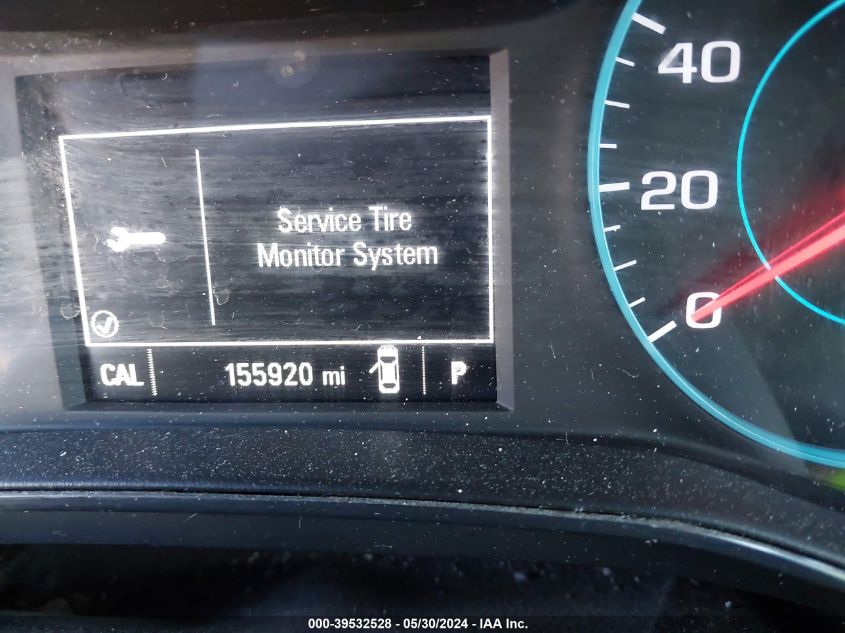 Service Tire
Monitor System
CAL 155920 mi P
40
20
0
000-39532528 - 05/30/2024 - IAA Inc.